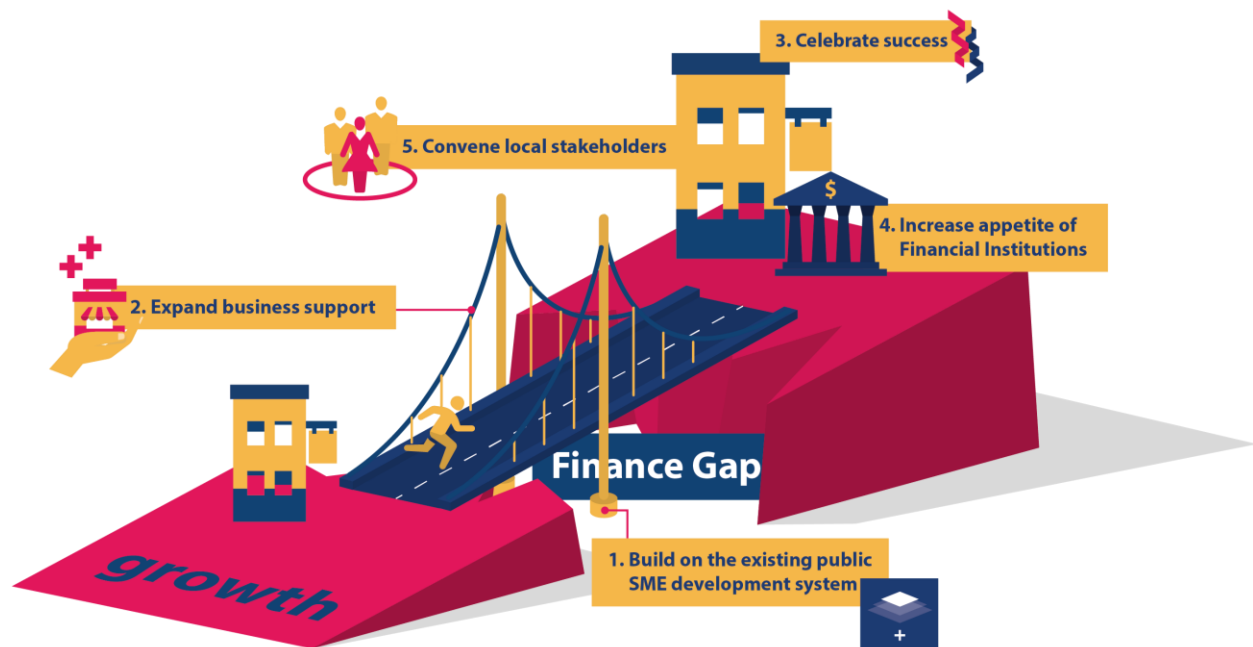 3. Celebrate success
5. Convene local stakeholders
$
4. Increase appetite of
Financial Institutions
2. Expand business support
Finance Gap
1. Build on the existing public
SME development system
growth
+